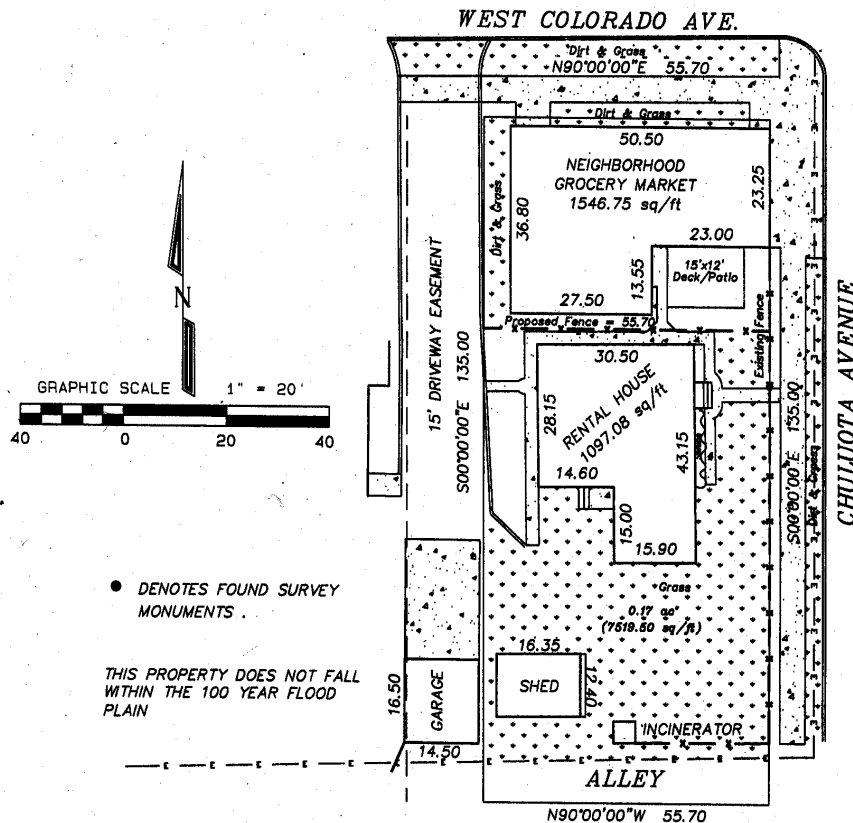 WEST COLORADO AVE.
Dirt & Grass
N90°00'00"E 55.70
Dirt & Grass
50.50
NEIGHBORHOOD
GROCERY MARKET
1546.75 sq/ft
23.25
36.80
Dirt & Grass
23.00
15'x12'
Deck/Patio
13.55
27.50
Proposed Fence = 55.70
Existing Fence
15' DRIVEWAY EASEMENT
S00°00'00"E 135.00
N
GRAPHIC SCALE 1" = 20'
40 0 20 40
30.50
RENTAL HOUSE
1097.08 sq/ft
28.15
43.15
14.60
15.00
15.90
S00°00'00"E 135.00
Dirt & Grass
CHULUOTA AVENUE
Grass
0.17 ac
(7519.50 sq/ft)
● DENOTES FOUND SURVEY
MONUMENTS .
THIS PROPERTY DOES NOT FALL
WITHIN THE 100 YEAR FLOOD
PLAIN
16.35
SHED
12.40
16.50
GARAGE
14.50
INCINERATOR
E E E E E E E E
ALLEY
N90°00'00"W 55.70